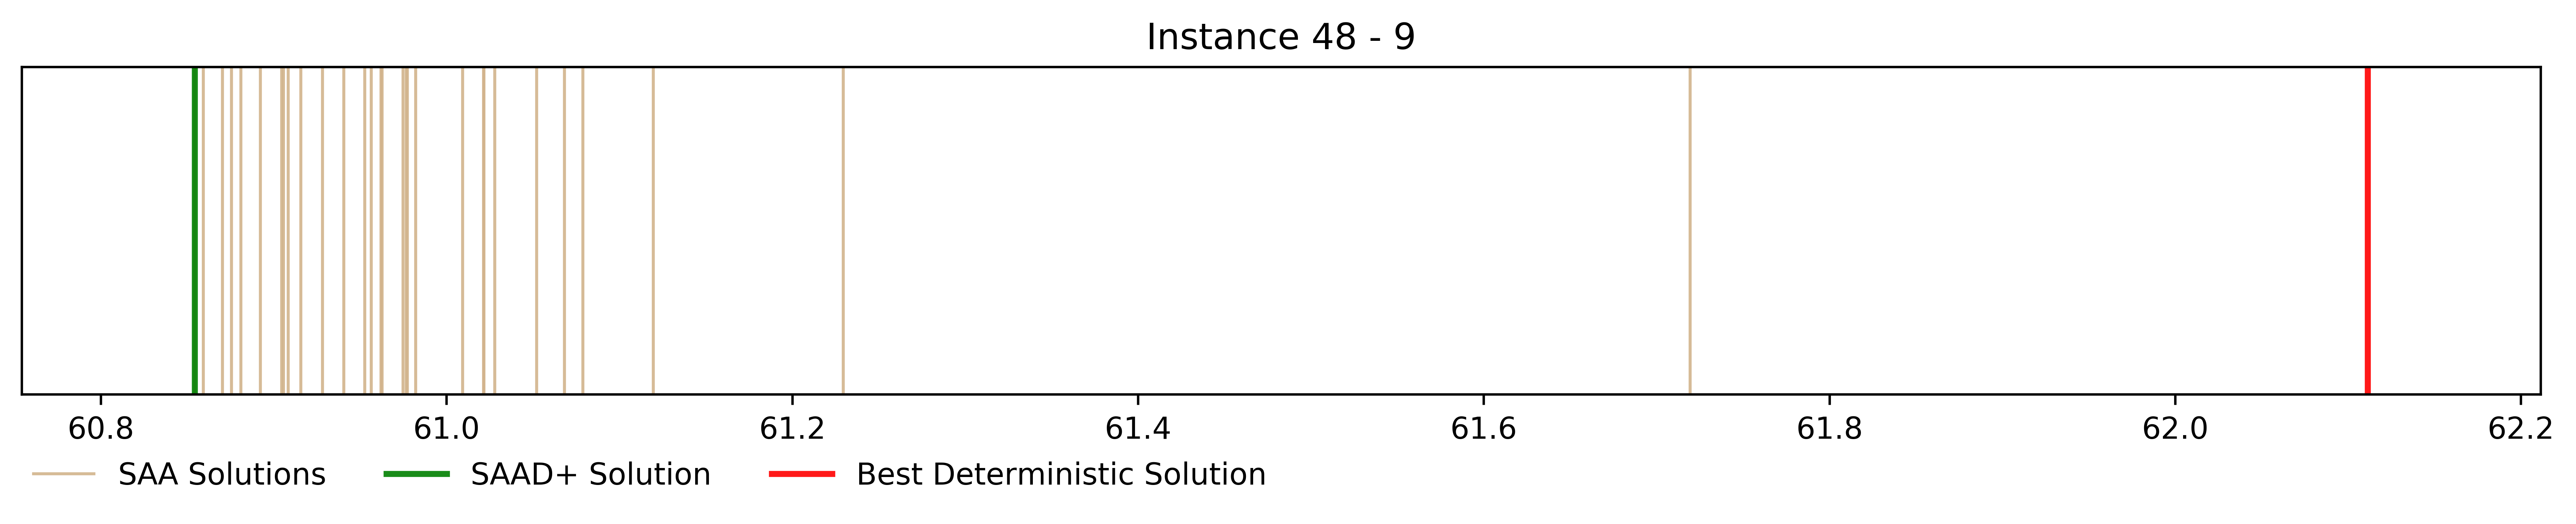 Instance 48 - 9
60.8 61.0 61.2 61.4 61.6 61.8 62.0 62.2
SAA Solutions SAAD+ Solution Best Deterministic Solution